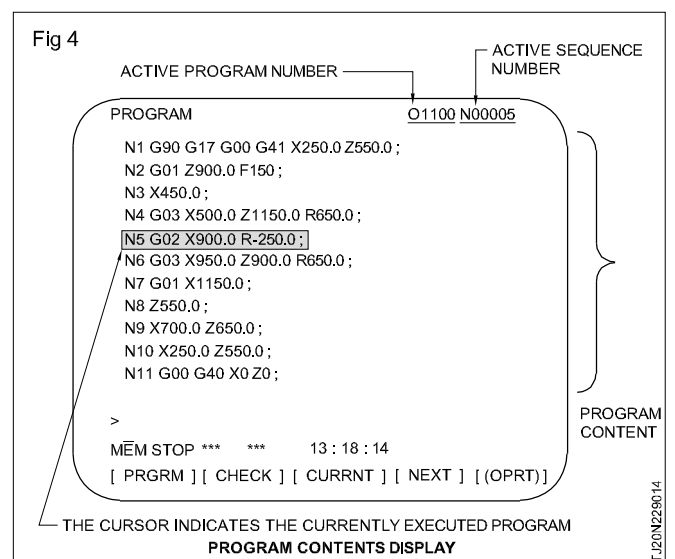 Fig 4
ACTIVE SEQUENCE
NUMBER
ACTIVE PROGRAM NUMBER
PROGRAM O1100 N00005
N1 G90 G17 G00 G41 X250.0 Z550.0 ;
N2 G01 Z900.0 F150 ;
N3 X450.0 ;
N4 G03 X500.0 Z1150.0 R650.0 ;
N5 G02 X900.0 R-250.0 ;
N6 G03 X950.0 Z900.0 R650.0 ;
N7 G01 X1150.0 ;
N8 Z550.0 ;
N9 X700.0 Z650.0 ;
N10 X250.0 Z550.0 ;
N11 G00 G40 X0 Z0 ;
PROGRAM
CONTENT
>
MEM STOP *** *** 13 : 18 : 14
[ PRGRM ] [ CHECK ] [ CURRNT ] [ NEXT ] [ (OPRT) ]
THE CURSOR INDICATES THE CURRENTLY EXECUTED PROGRAM
PROGRAM CONTENTS DISPLAY
TJ20N229014